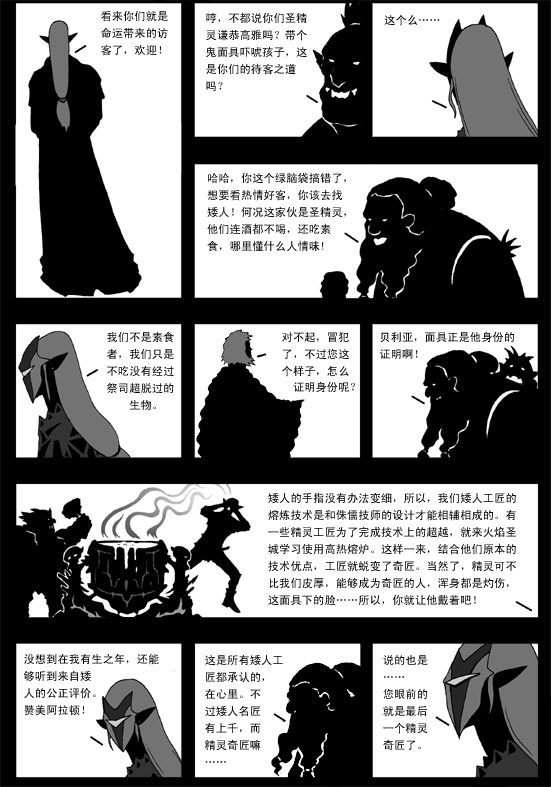 看来你们就是
命运带来的访
客了，欢迎！
哼，不都说你们圣精
灵谦恭高雅吗？带个
鬼面具吓唬孩子，这
是你们的待客之道
吗？
这个么……
哈哈，你这个绿脑袋搞错了，
想要看热情好客，你该去找
矮人！何况这家伙是圣精灵，
他们连酒都不喝，还吃素
食，哪里懂什么人情味！
我们不是素食
者，我们只是
不吃没有经过
祭司超脱过的
生物。
对不起，冒犯
了，不过您这
个样子，怎么
证明身份呢？
贝利亚，面具正是他身份的
证明啊！
矮人的手指没有办法变细，所以，我们矮人工匠的
熔炼技术是和侏儒技师的设计才能相辅相成的。有
一些精灵工匠为了完成技术上的超越，就来火焰圣
城学习使用高热熔炉。这样一来，结合他们原本的
技术优点，工匠就蜕变了奇匠。当然了，精灵可不
比我们皮厚，能够成为奇匠的人，浑身都是灼伤，
这面具下的脸……所以，你就让他戴着吧！
没想到在我有生之年，还能
够听到来自矮
人的公正评价。
赞美阿拉顿！
这是所有矮人工
匠都承认的，
在心里。不
过矮人名匠
有上千，而
精灵奇匠嘛
……
说的也是
……
您眼前的
就是最后
一个精灵
奇匠了。